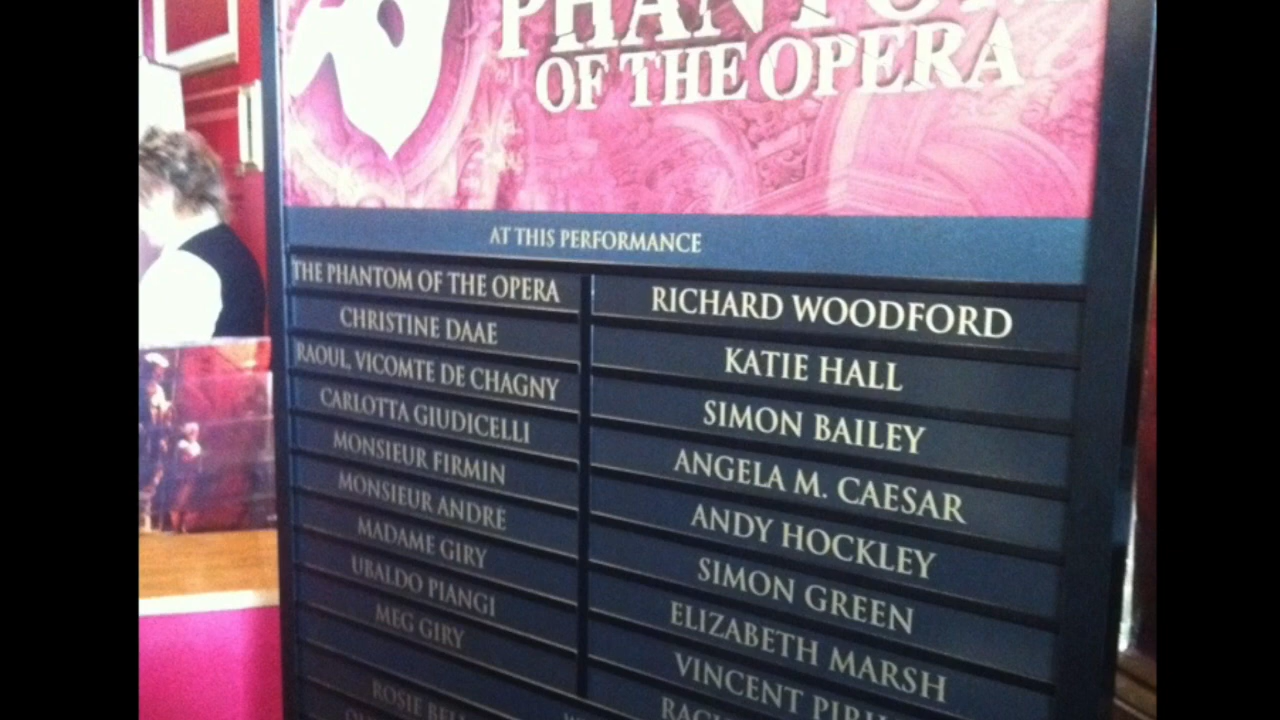 PHANTOM
OF THE OPERA
AT THIS PERFORMANCE
THE PHANTOM OF THE OPERA RICHARD WOODFORD
CHRISTINE DAAE KATIE HALL
RAOUL, VICOMTE DE CHAGNY SIMON BAILEY
CARLOTTA GIUDICELLI ANGELA M. CAESAR
MONSIEUR FIRMIN ANDY HOCKLEY
MONSIEUR ANDRE SIMON GREEN
MADAME GIRY ELIZABETH MARSH
UBALDO PIANGI VINCENT
MEG GIRY
ROSIE